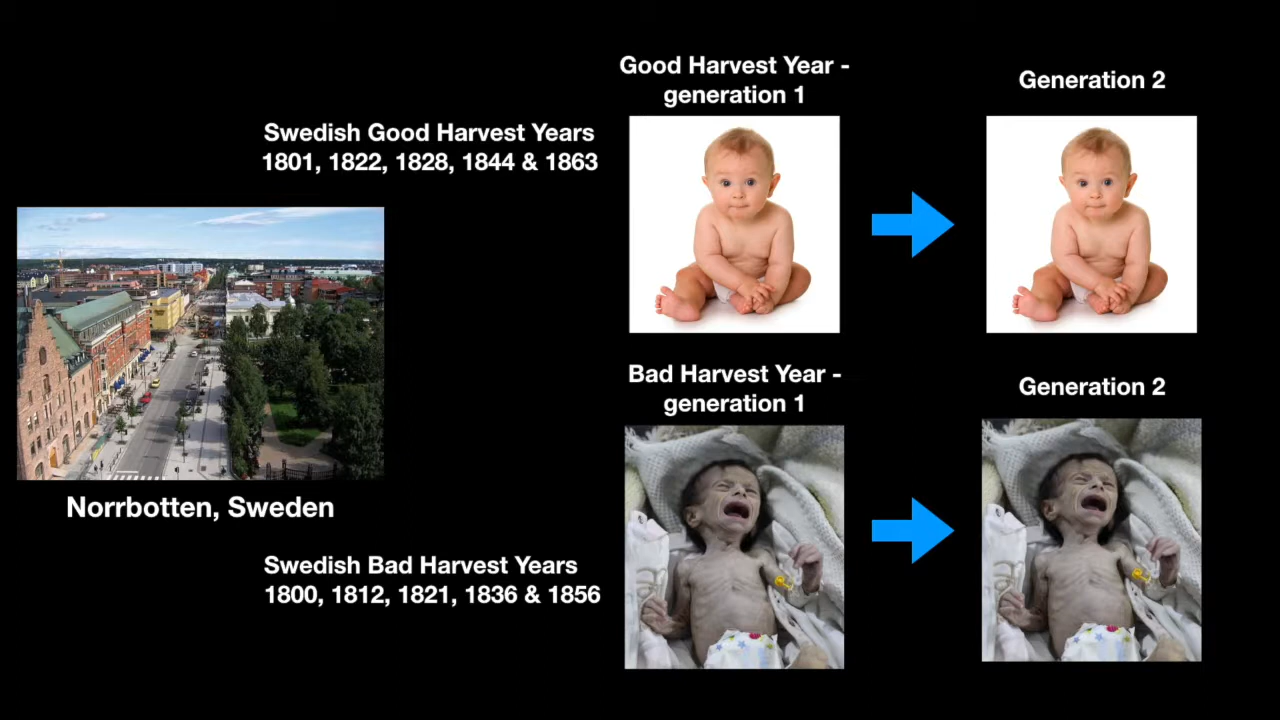 Good Harvest Year -
generation 1
Generation 2
Swedish Good Harvest Years
1801, 1822, 1828, 1844 & 1863
Bad Harvest Year -
generation 1
Generation 2
Norrbotten, Sweden
Swedish Bad Harvest Years
1800, 1812, 1821, 1836 & 1856